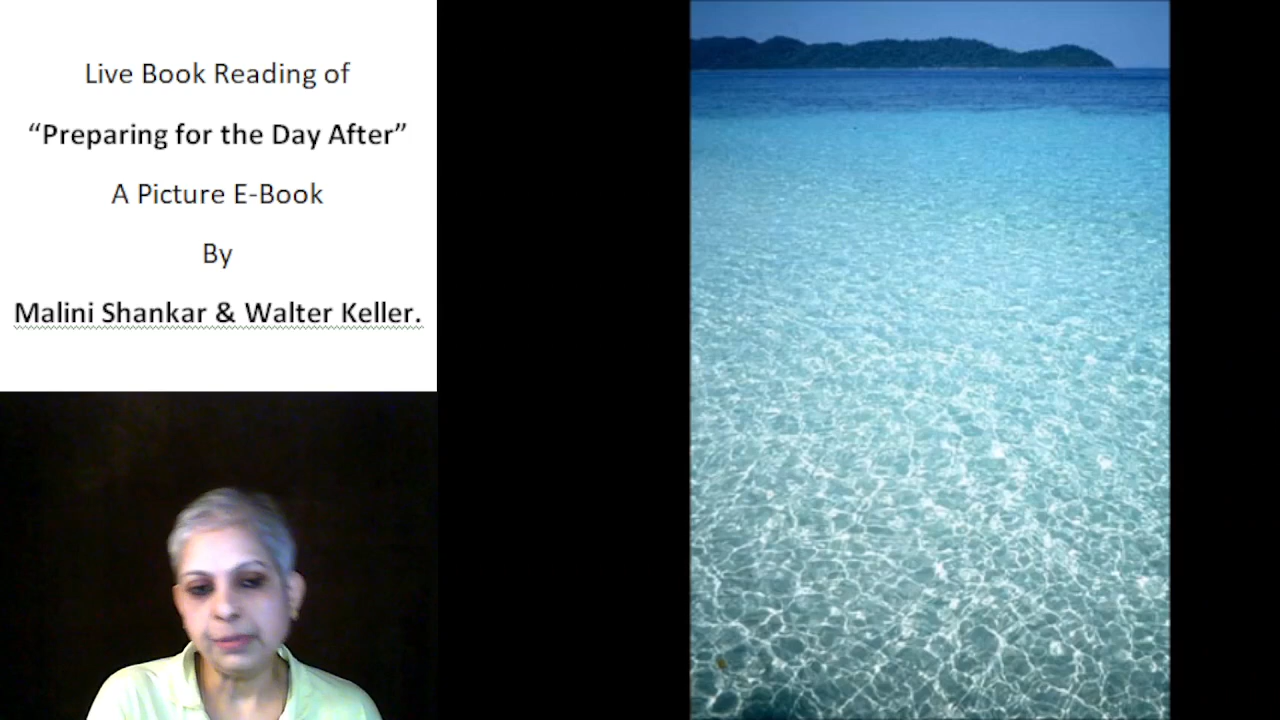 Live Book Reading of
“Preparing for the Day After”
A Picture E-Book
By
Malini Shankar & Walter Keller.